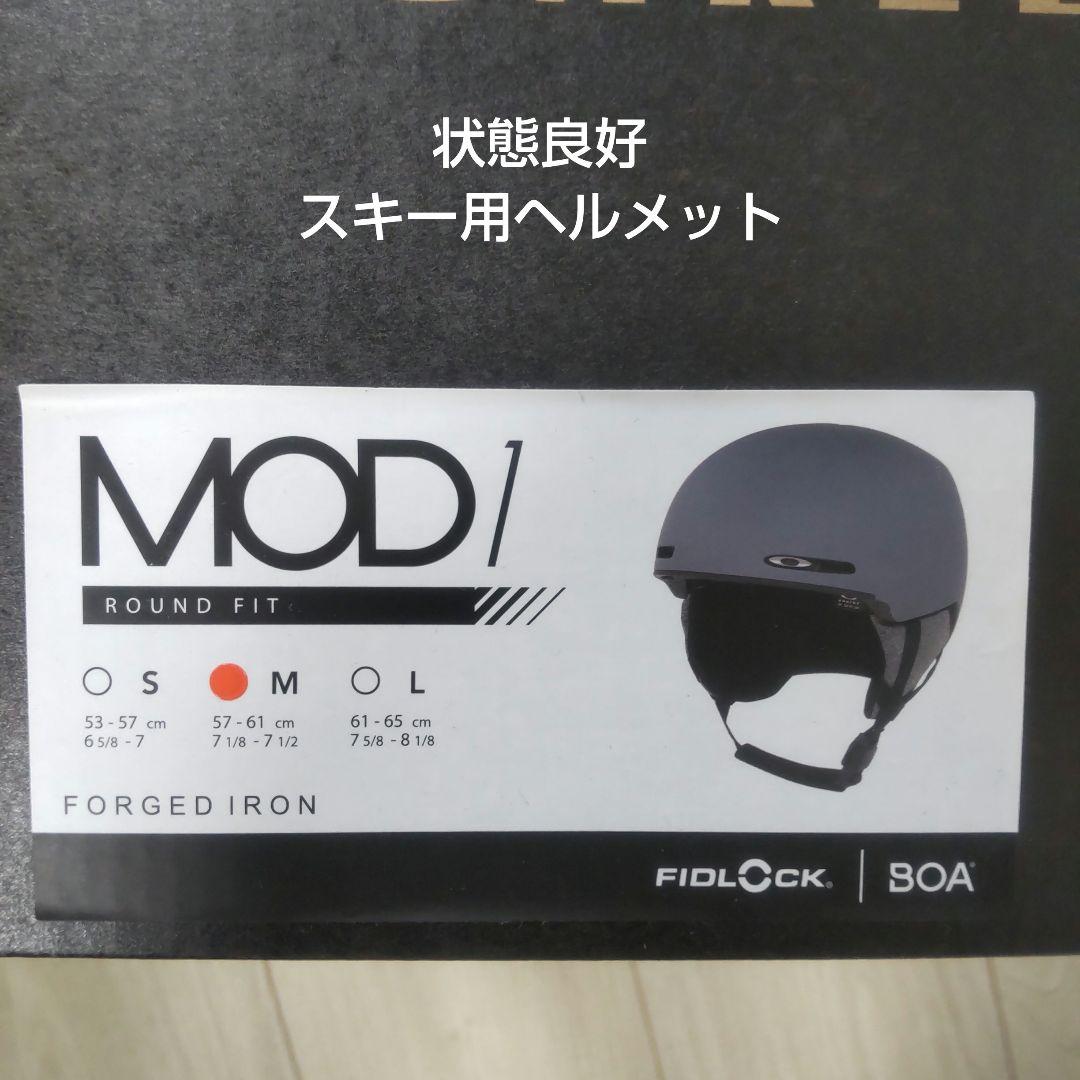 状態良好
スキー用ヘルメット
MOD1
ROUND FIT
S M L
53 - 57 cm 57 - 61 cm 61 - 65 cm
6 5/8 - 7 7 1/8 - 7 1/2 7 5/8 - 8 1/8
FORGED IRON
FIDLOCK® BOA®